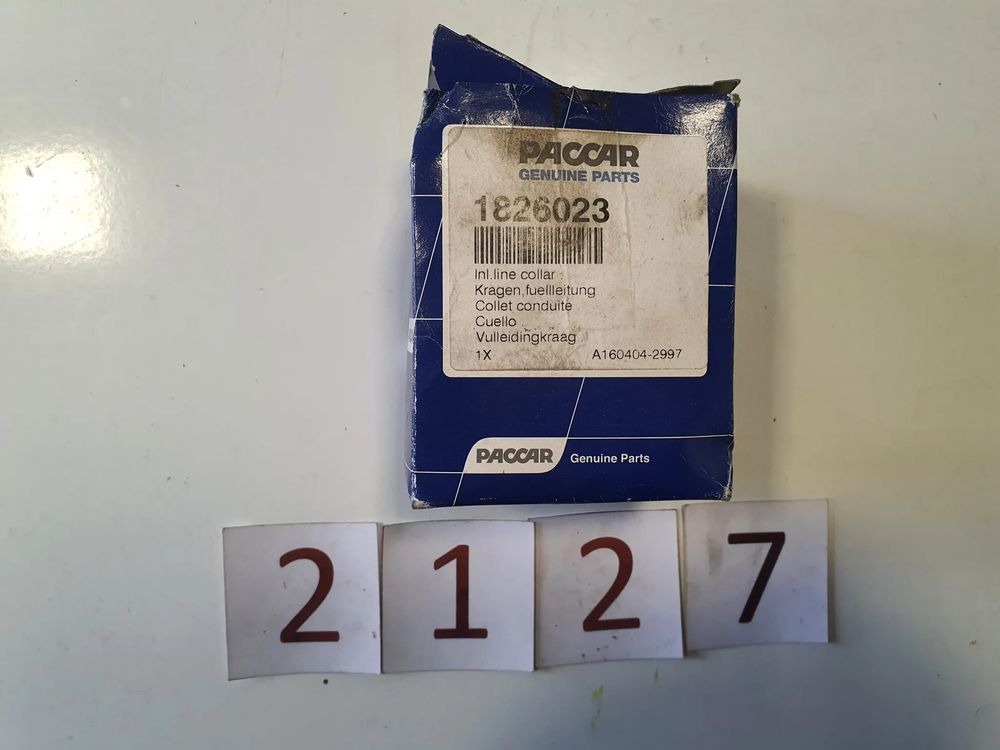 PACCAR
GENUINE PARTS
1826023
Inl.line collar .
Kragen,fuellleitung
Collet conduite
Cuello .
Vulleidingkraag .
1X A160404-2997
PACCAR Genuine Parts
2 1 2 7